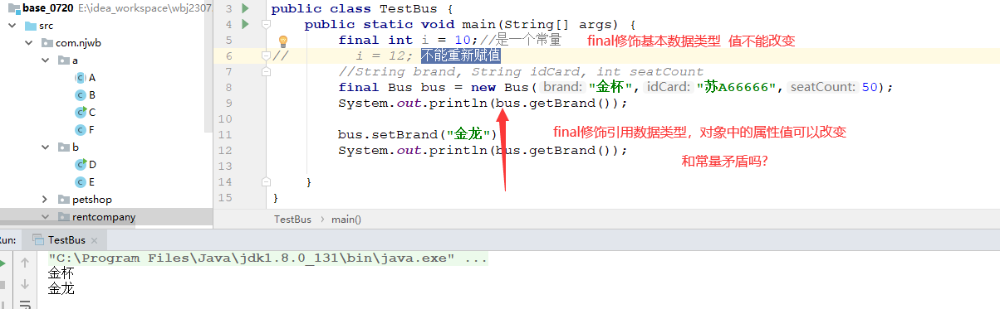 base_0720 E:\idea_workspace\wbj2307
src
com.njwb
a
A
B
C
F
b
D
E
petshop
rentcompany
3 public class TestBus {
4 public static void main(String[] args) {
5 final int i = 10;//是一个常量 final修饰基本数据类型 值不能改变
6 // i = 12; 不能重新赋值
7 //String brand, String idCard, int seatCount
8 final Bus bus = new Bus( brand: "金杯", idCard: "苏A66666", seatCount: 50);
9 System.out.println(bus.getBrand());
10
11 bus.setBrand("金龙") final修饰引用数据类型，对象中的属性值可以改变
12 System.out.println(bus.getBrand());
和常量矛盾吗?
13
14 }
15 }
TestBus › main()
Run: TestBus ×
"C:\Program Files\Java\jdk1.8.0_131\bin\java.exe" ...
金杯
金龙